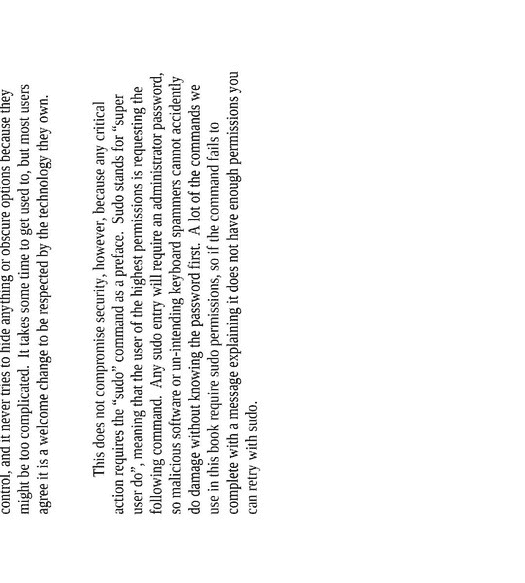 control, and it never tries to hide anything or obscure options because they
might be too complicated.  It takes some time to get used to, but most users
agree it is a welcome change to be respected by the technology they own.
This does not compromise security, however, because any critical
action requires the “sudo” command as a preface.  Sudo stands for “super
user do”, meaning that the user of the highest permissions is requesting the
following command.  Any sudo entry will require an administrator password,
so malicious software or un-intending keyboard spammers cannot accidently
do damage without knowing the password first.  A lot of the commands we
use in this book require sudo permissions, so if the command fails to
complete with a message explaining it does not have enough permissions you
can retry with sudo.